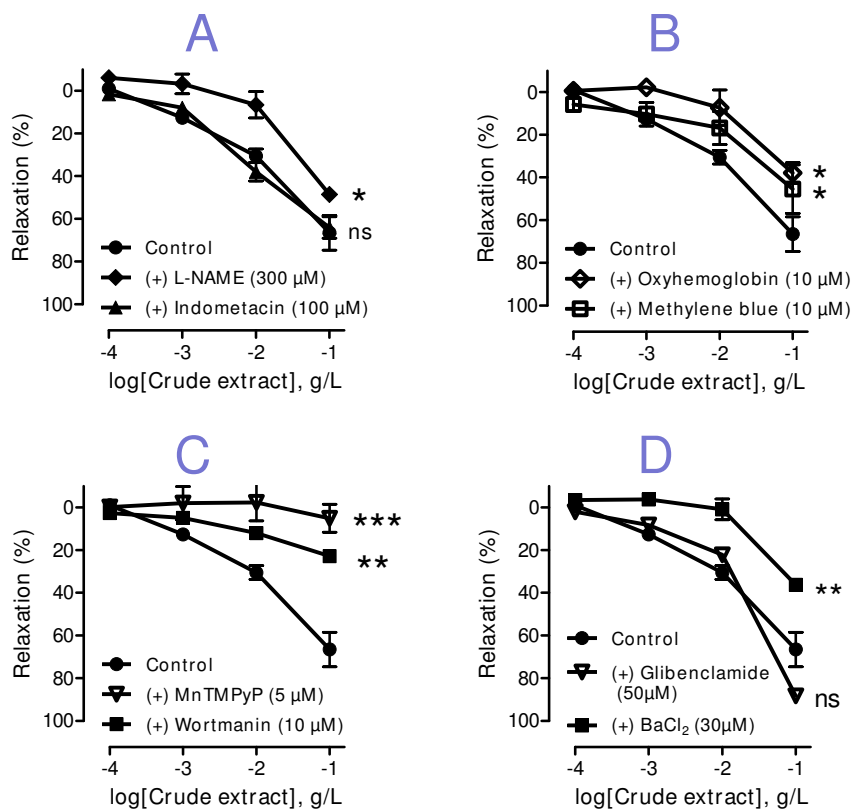 A
Relaxation (%)
0
20
40
60
80
100
*
ns
Control
(+) L-NAME (300 µM)
(+) Indometacin (100 µM)
-4
-3
-2
-1
log[Crude extract], g/L
B
Relaxation (%)
0
20
40
60
80
100
*
*
Control
(+) Oxyhemoglobin (10 µM)
(+) Methylene blue (10 µM)
-4
-3
-2
-1
log[Crude extract], g/L
C
Relaxation (%)
0
20
40
60
80
100
***
**
Control
(+) MnTMPyP (5 µM)
(+) Wortmanin (10 µM)
-4
-3
-2
-1
log[Crude extract], g/L
D
Relaxation (%)
0
20
40
60
80
100
**
Control
(+) Glibenclamide
(50µM)
ns
(+) BaCl₂ (30µM)
-4
-3
-2
-1
log[Crude extract], g/L